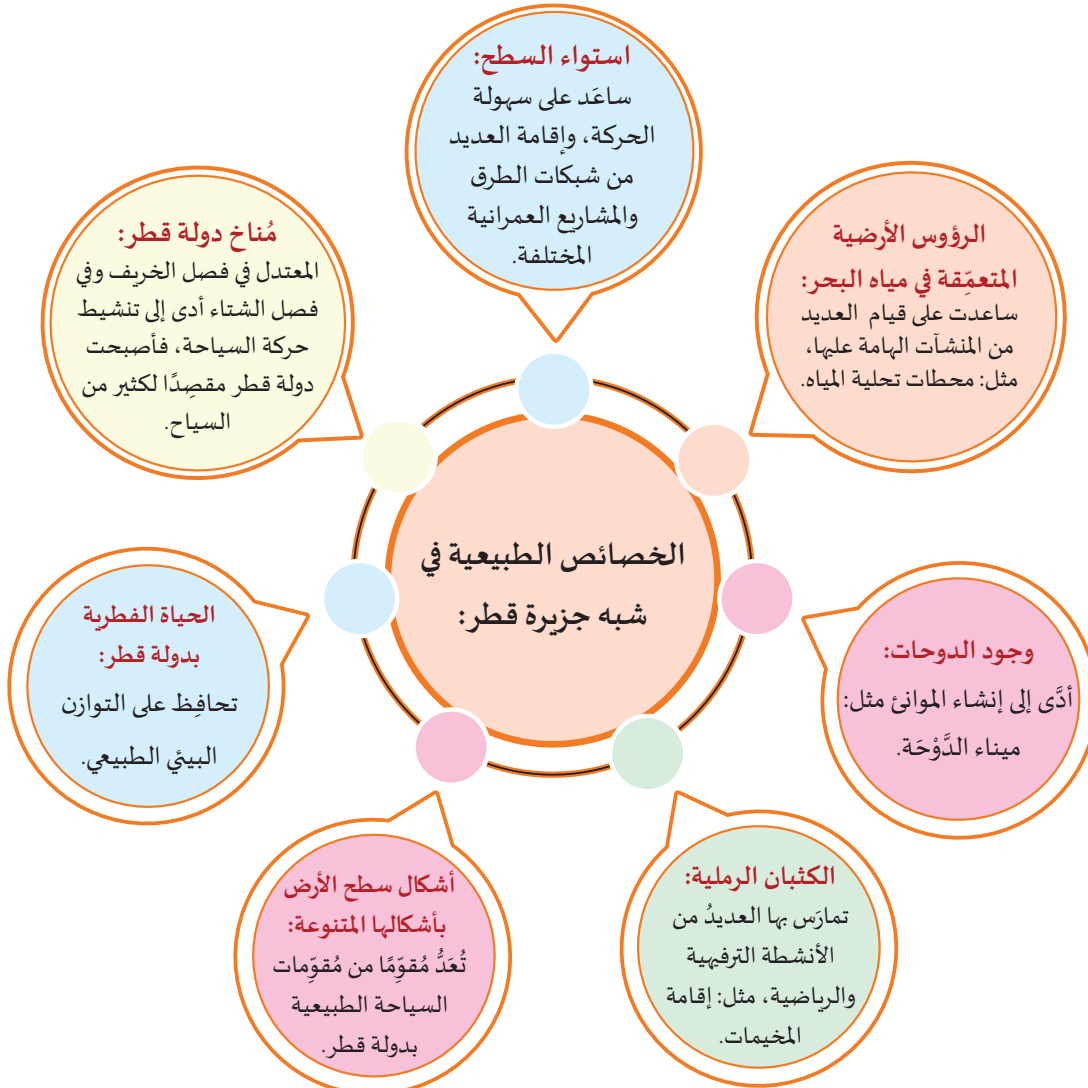 الخصائص الطبيعية في
شبه جزيرة قطر:
استواء السطح:
ساعَد على سهولة
الحركة، وإقامة العديد
من شبكات الطرق
والمشاريع العمرانية
المختلفة.
الرؤوس الأرضية
المتعمِّقة في مياه البحر:
ساعدت على قيام العديد
من المنشآت الهامة عليها،
مثل: محطات تحلية المياه.
وجود الدوحات:
أدَّى إلى إنشاء الموانئ مثل:
ميناء الدَّوْحَة.
الكثبان الرملية:
تمارَس بها العديدُ من
الأنشطة الترفيهية
والرياضية، مثل: إقامة
المخيمات.
أشكال سطح الأرض
بأشكالها المتنوعة:
تُعَدُّ مُقوِّمًا من مُقوِّمات
السياحة الطبيعية
بدولة قطر.
الحياة الفطرية
بدولة قطر:
تحافِظ على التوازن
البيئي الطبيعي.
مُناخ دولة قطر:
المعتدل في فصل الخريف وفي
فصل الشتاء أدى إلى تنشيط
حركة السياحة، فأصبحت
دولة قطر مقصِدًا لكثير من
السياح.